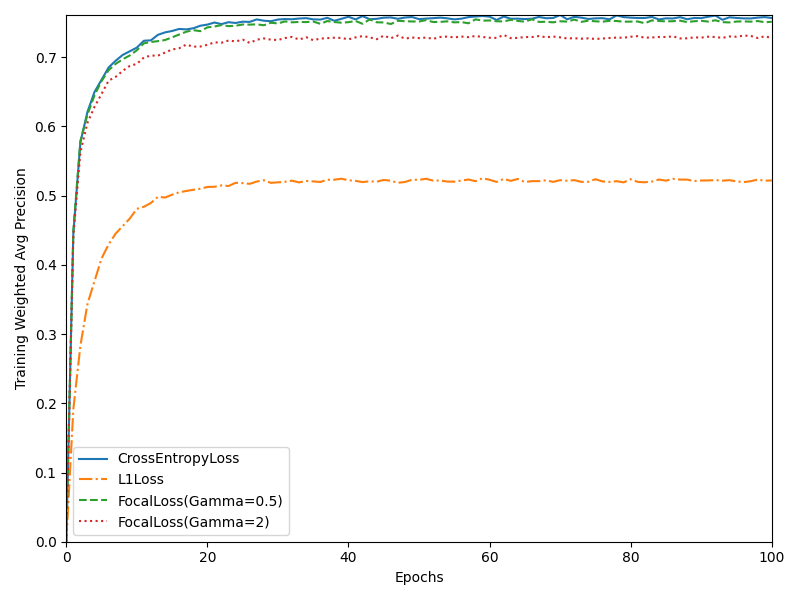 Training Weighted Avg Precision
0.7
0.6
0.5
0.4
0.3
0.2
0.1
0.0
CrossEntropyLoss
L1Loss
FocalLoss(Gamma=0.5)
FocalLoss(Gamma=2)
0 20 40 60 80 100
Epochs